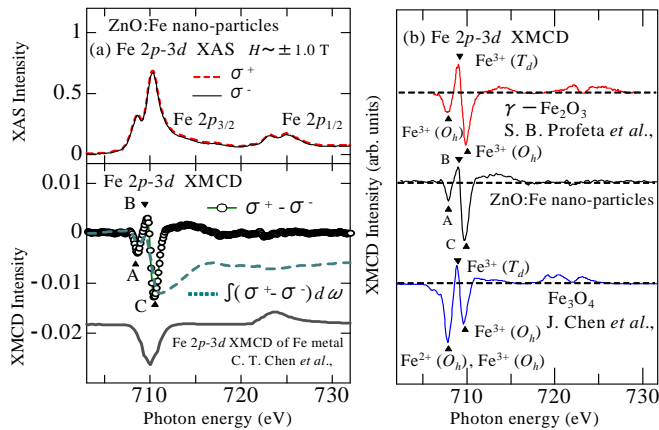 ZnO:Fe nano-particles
(a) Fe 2p-3d XAS H~±1.0 T
σ+
σ-
Fe 2p3/2
Fe 2p1/2
XAS Intensity
1
0.5
0
Fe 2p-3d XMCD
B
σ+ - σ-
A
C
∫(σ+-σ-)dω
Fe 2p-3d XMCD of Fe metal
C. T. Chen et al.,
XMCD Intensity
0.01
0
-0.01
-0.02
710 720 730
Photon energy (eV)
(b) Fe 2p-3d XMCD
Fe3+ (Td)
γ-Fe2O3
Fe3+ (Oh)
S. B. Profeta et al.,
Fe3+ (Oh)
B
ZnO:Fe nano-particles
A
C
Fe3+ (Td)
Fe3O4
J. Chen et al.,
Fe3+ (Oh)
Fe2+ (Oh), Fe3+ (Oh)
XMCD Intensity (arb. units)
710 720 730
Photon energy (eV)